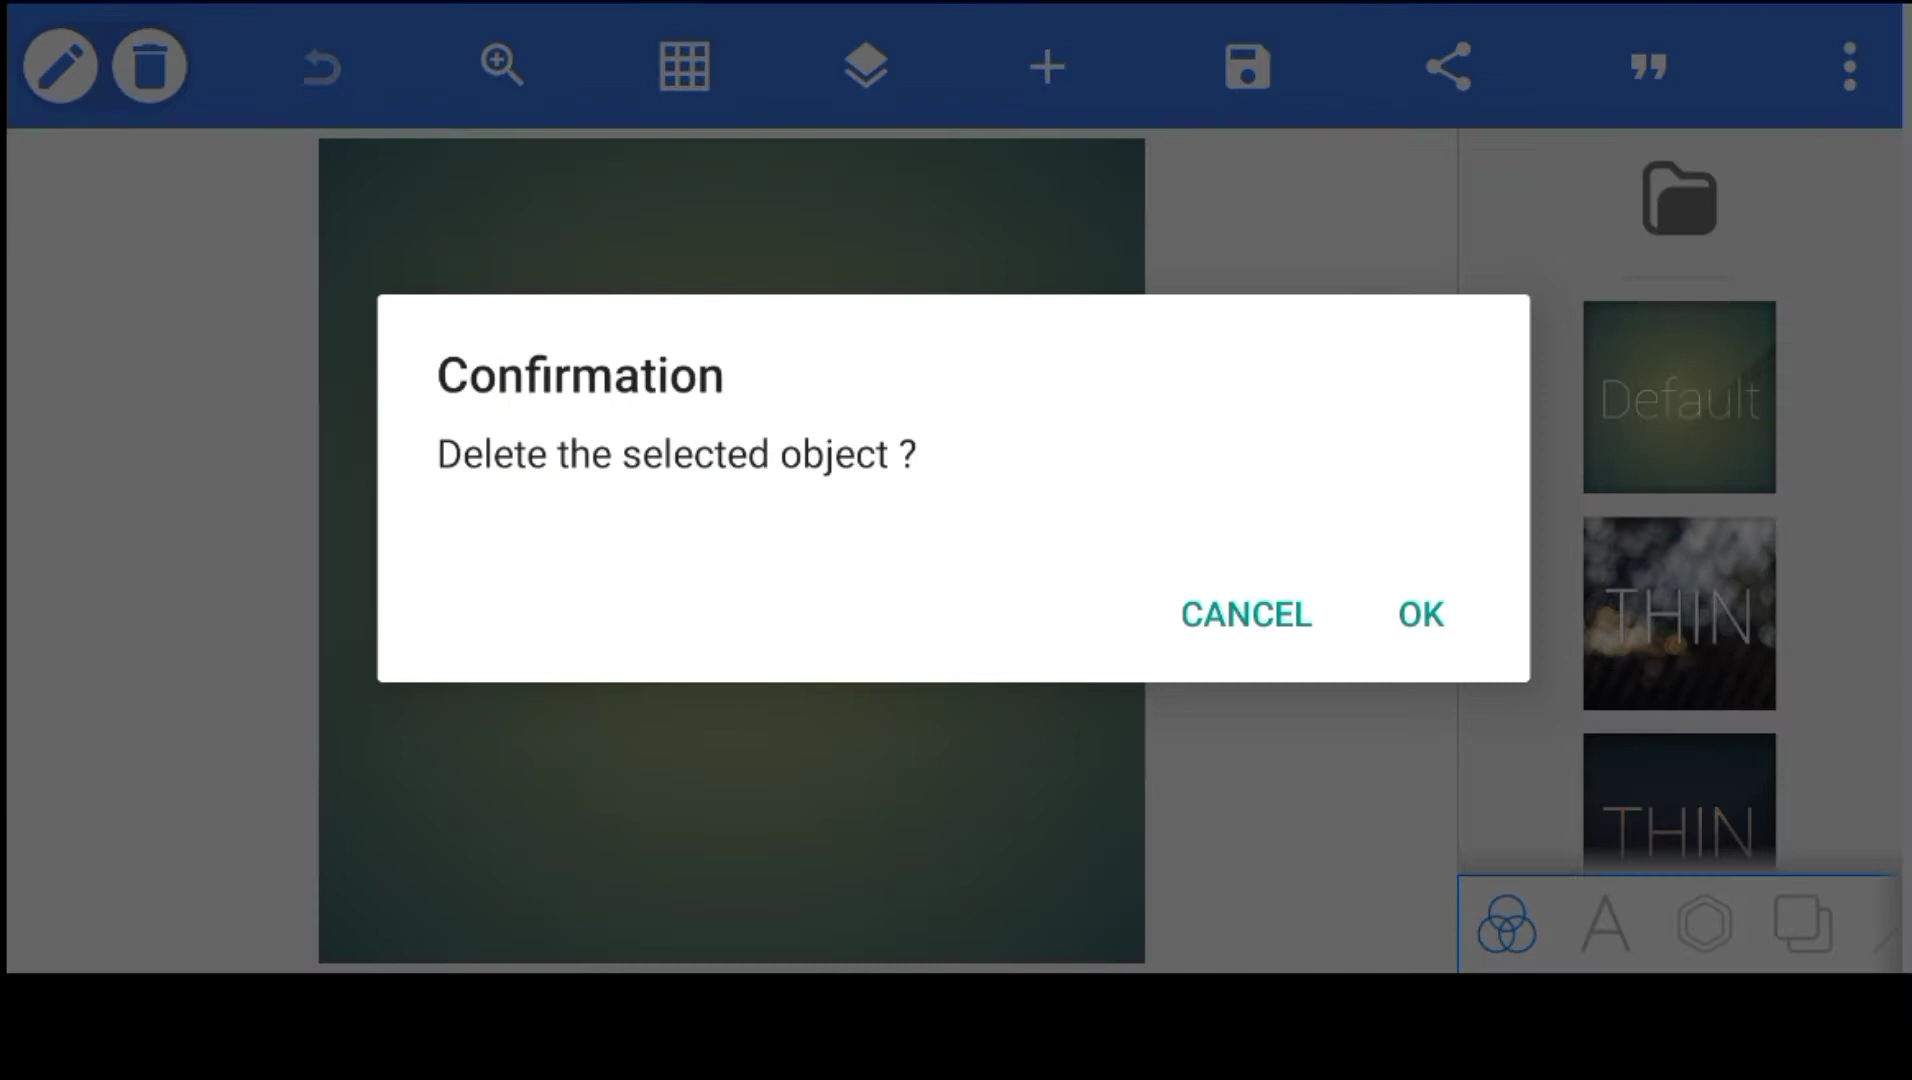 Confirmation
Delete the selected object ?
CANCEL OK
Default
THIN
THIN